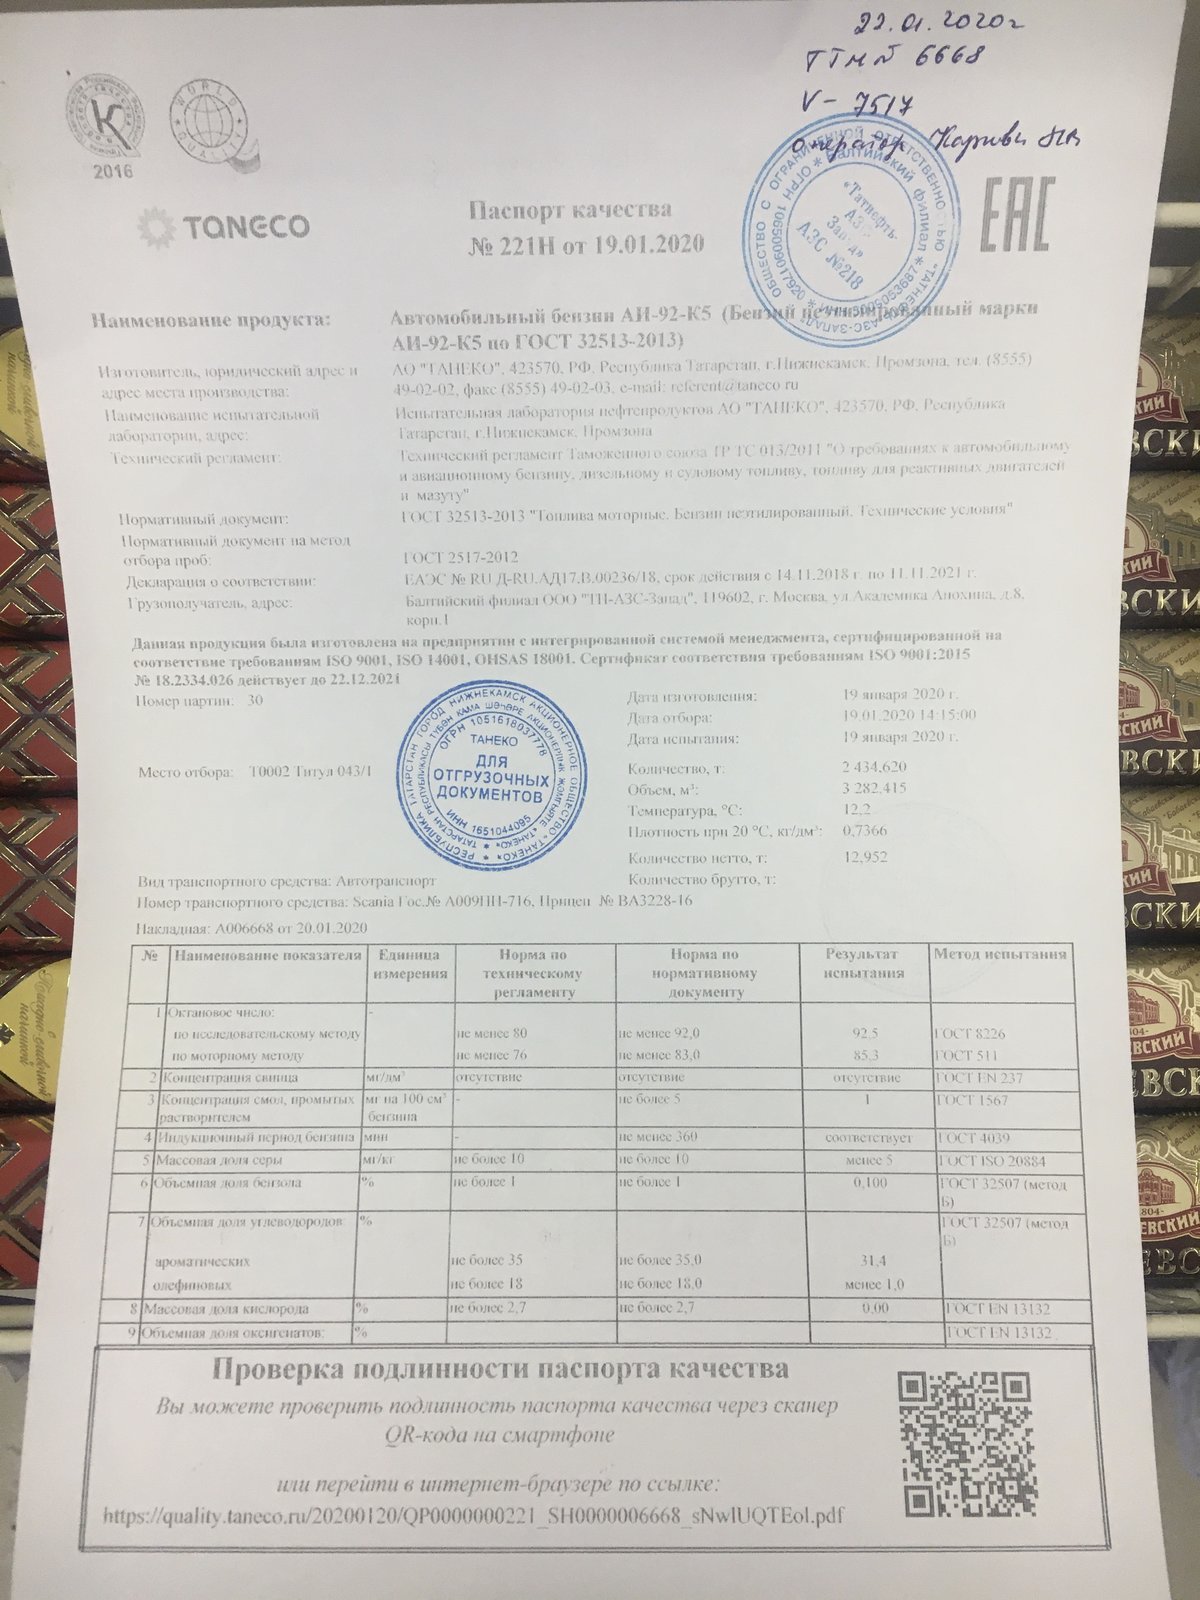 22.01.2020г
ТТН № 6668
V - 7517
Оператор
2016
WORLD QUALITY
TANECO
Паспорт качества
№ 221Н от 19.01.2020
EAC
ОБЩЕСТВО С ОГРАНИЧЕННОЙ ОТВЕТСТВЕННОСТЬЮ "ТАТНЕФТЬ-АЗС-ЗАПАД"
Балтийский филиал
«Татнефть-
АЗС
Запад»
АЗС №218
Наименование продукта: Автомобильный бензин АИ-92-К5 (Бензин неэтилированный марки
АИ-92-К5 по ГОСТ 32513-2013)
Изготовитель, юридический адрес и АО "ТАНЕКО", 423570, РФ, Республика Татарстан, г.Нижнекамск, Промзона, тел. (8555)
адрес места производства: 49-02-02, факс (8555) 49-02-03, e-mail: referent@taneco.ru
Наименование испытательной Испытательная лаборатория нефтепродуктов АО "ТАНЕКО", 423570, РФ, Республика
лаборатории, адрес: Татарстан, г.Нижнекамск, Промзона
Технический регламент: Технический регламент Таможенного союза ТР ТС 013/2011 "О требованиях к автомобильному
и авиационному бензину, дизельному и судовому топливу, топливу для реактивных двигателей
и мазуту"
Нормативный документ: ГОСТ 32513-2013 "Топлива моторные. Бензин неэтилированный. Технические условия"
Нормативный документ на метод
отбора проб: ГОСТ 2517-2012
Декларация о соответствии: ЕАЭС № RU Д-RU.АД17.В.00236/18, срок действия с 14.11.2018 г. по 11.11.2021 г.
Грузополучатель, адрес: Балтийский филиал ООО "ТН-АЗС-Запад", 119602, г. Москва, ул.Академика Анохина, д.8,
корп.1
Данная продукция была изготовлена на предприятии с интегрированной системой менеджмента, сертифицированной на
соответствие требованиям ISO 9001, ISO 14001, OHSAS 18001. Сертификат соответствия требованиям ISO 9001:2015
№ 18.2334.026 действует до 22.12.2021
Номер партии: 30
Дата изготовления: 19 января 2020 г.
Дата отбора: 19.01.2020 14:15:00
Дата испытания: 19 января 2020 г.
Место отбора: Т0002 Титул 043/1
ОГРН 1051618037778
ТАНЕКО
ДЛЯ
ОТГРУЗОЧНЫХ
ДОКУМЕНТОВ
ИНН 1651044095
Количество, т: 2 434,620
Объем, м³: 3 282,415
Температура, °С: 12,2
Плотность при 20 °С, кг/дм³: 0,7366
Количество нетто, т: 12,952
Количество брутто, т:
Вид транспортного средства: Автотранспорт
Номер транспортного средства: Scania Гос.№ А009НН-716, Прицеп № ВА3228-16
Накладная: А006668 от 20.01.2020
№ Наименование показателя Единица измерения Норма по техническому регламенту Норма по нормативному документу Результат испытания Метод испытания
1 Октановое число: -
по исследовательскому методу не менее 80 не менее 92,0 92,5 ГОСТ 8226
по моторному методу не менее 76 не менее 83,0 85,3 ГОСТ 511
2 Концентрация свинца мг/дм³ отсутствие отсутствие отсутствие ГОСТ EN 237
3 Концентрация смол, промытых растворителем мг на 100 см³ бензина - не более 5 1 ГОСТ 1567
4 Индукционный период бензина мин - не менее 360 соответствует ГОСТ 4039
5 Массовая доля серы мг/кг не более 10 не более 10 менее 5 ГОСТ ISO 20884
6 Объемная доля бензола % не более 1 не более 1 0,100 ГОСТ 32507 (метод Б)
7 Объемная доля углеводородов: % ГОСТ 32507 (метод Б)
ароматических не более 35 не более 35,0 31,4
олефиновых не более 18 не более 18,0 менее 1,0
8 Массовая доля кислорода % не более 2,7 не более 2,7 0,00 ГОСТ EN 13132
9 Объемная доля оксигенатов: % ГОСТ EN 13132
Проверка подлинности паспорта качества
Вы можете проверить подлинность паспорта качества через сканер
QR-кода на смартфоне
или перейти в интернет-браузере по ссылке:
https://quality.taneco.ru/20200120/QP0000000221_SH0000006668_sNwlUQTEol.pdf